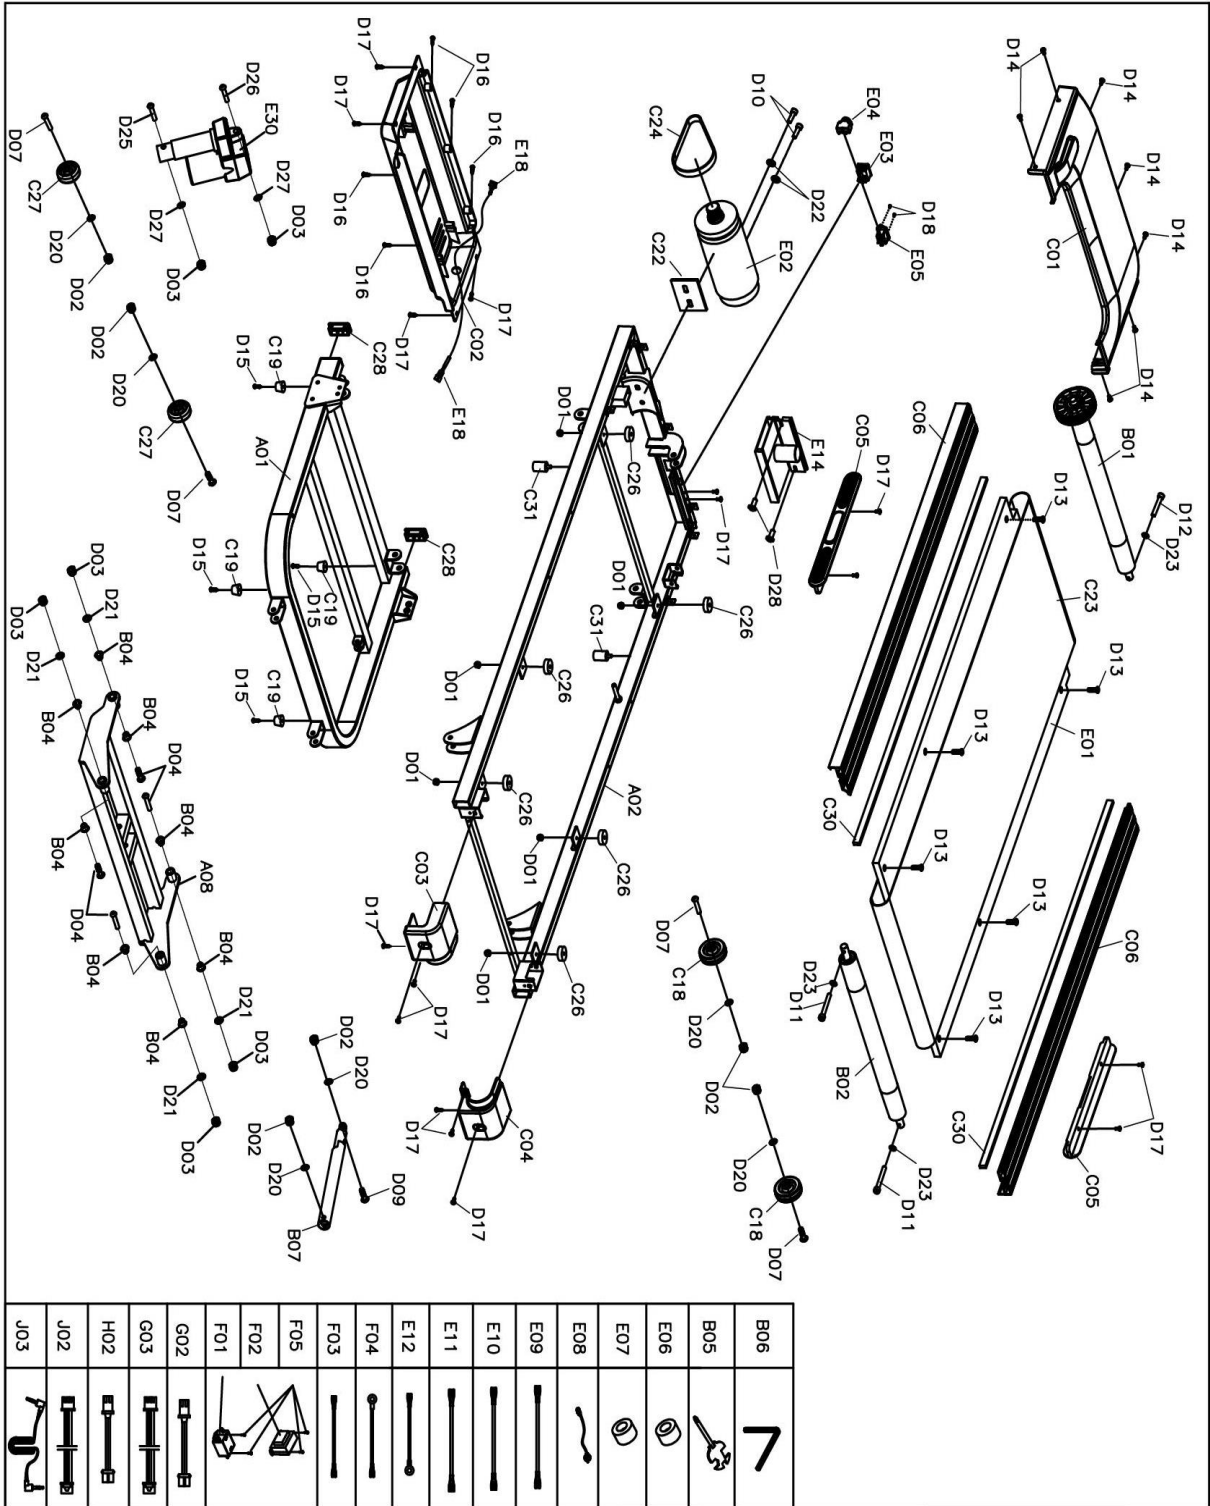 D17
D16
D17
D16
E18
D26
E30
D25
D07
C27
D20
D02
D27
D03
D27
D03
D16
D16
D17
D17
C02
C28
E18
D02
D20
C27
D07
D15
C19
A01
C28
D15
C19
D15
C19
D15
C19
D10
C24
E04
E03
D22
D18
E05
E02
C22
D14
D14
D14
D14
C01
D14
B01
D12
D23
C06
D13
C23
D13
E01
D13
D13
D13
D13
C30
C06
C05
D17
E14
D28
D17
D01
C26
C31
D01
C26
C31
D01
C26
D01
C26
A02
D01
C26
D01
C26
C03
D17
D17
C04
D17
D17
D03
D21
D03
B04
D21
B04
B04
D04
B04
B04
A08
D04
B04
B04
D21
D03
B04
D21
D03
D02
D20
D02
D20
B07
D09
D07
C18
D20
D02
D20
C18
D07
D23
D11
B02
D23
D11
C30
D17
C05
B06
B05
E06
E07
E08
E09
E10
E11
E12
F04
F03
F05
F02
F01
G02
G03
H02
J02
J03